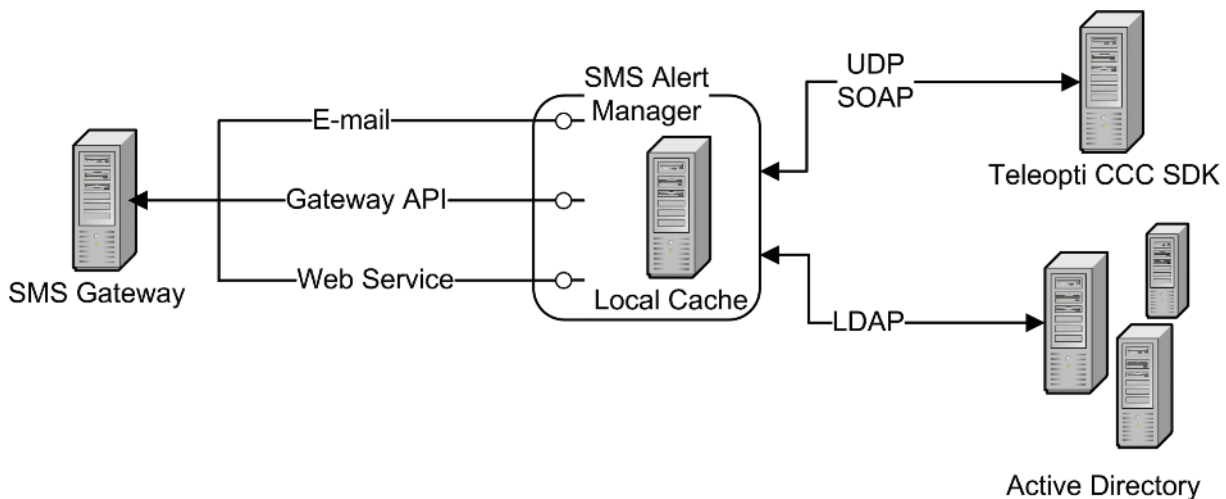 SMS Alert
Manager
UDP
SOAP
E-mail
Teleopti CCC SDK
Gateway API
Web Service
SMS Gateway
Local Cache
LDAP
Active Directory